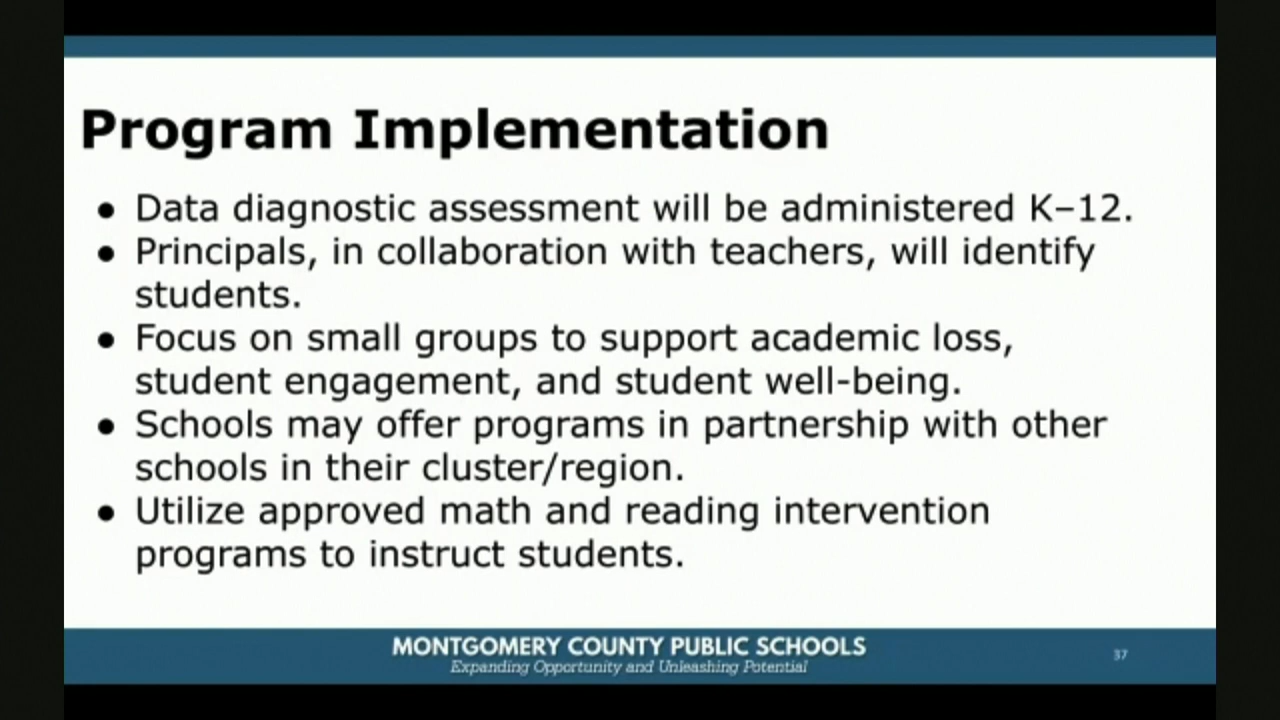 Program Implementation
● Data diagnostic assessment will be administered K–12.
● Principals, in collaboration with teachers, will identify
students.
● Focus on small groups to support academic loss,
student engagement, and student well-being.
● Schools may offer programs in partnership with other
schools in their cluster/region.
● Utilize approved math and reading intervention
programs to instruct students.
MONTGOMERY COUNTY PUBLIC SCHOOLS
Expanding Opportunity and Unleashing Potential
37